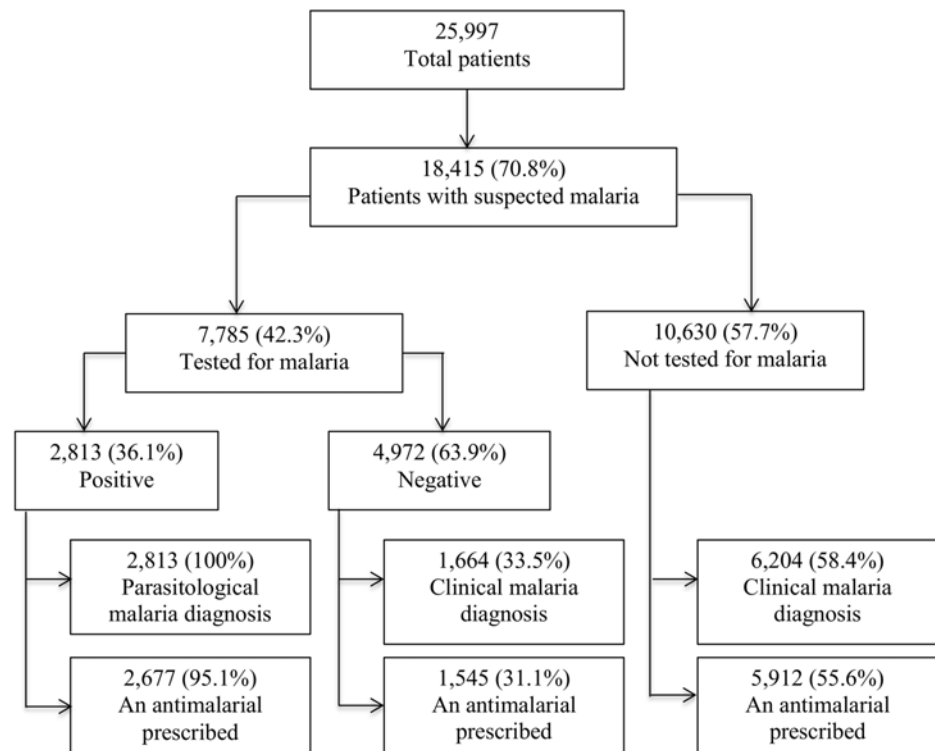 25,997
Total patients
18,415 (70.8%)
Patients with suspected malaria
7,785 (42.3%)
Tested for malaria
10,630 (57.7%)
Not tested for malaria
2,813 (36.1%)
Positive
4,972 (63.9%)
Negative
2,813 (100%)
Parasitological
malaria diagnosis
1,664 (33.5%)
Clinical malaria
diagnosis
6,204 (58.4%)
Clinical malaria
diagnosis
2,677 (95.1%)
An antimalarial
prescribed
1,545 (31.1%)
An antimalarial
prescribed
5,912 (55.6%)
An antimalarial
prescribed